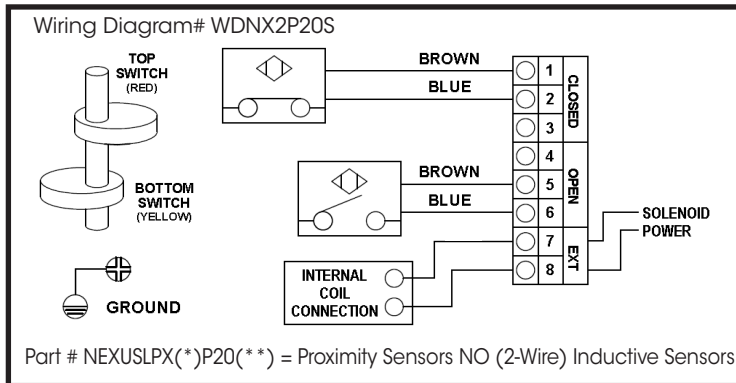 Wiring Diagram# WDNX2P20S
TOP
SWITCH
(RED)
BOTTOM
SWITCH
(YELLOW)
GROUND
BROWN
BLUE
BROWN
BLUE
INTERNAL
COIL
CONNECTION
1
2
3
4
5
6
7
8
CLOSED
OPEN
EXT
SOLENOID
POWER
Part # NEXUSLPX(*)P20(**) = Proximity Sensors NO (2-Wire) Inductive Sensors